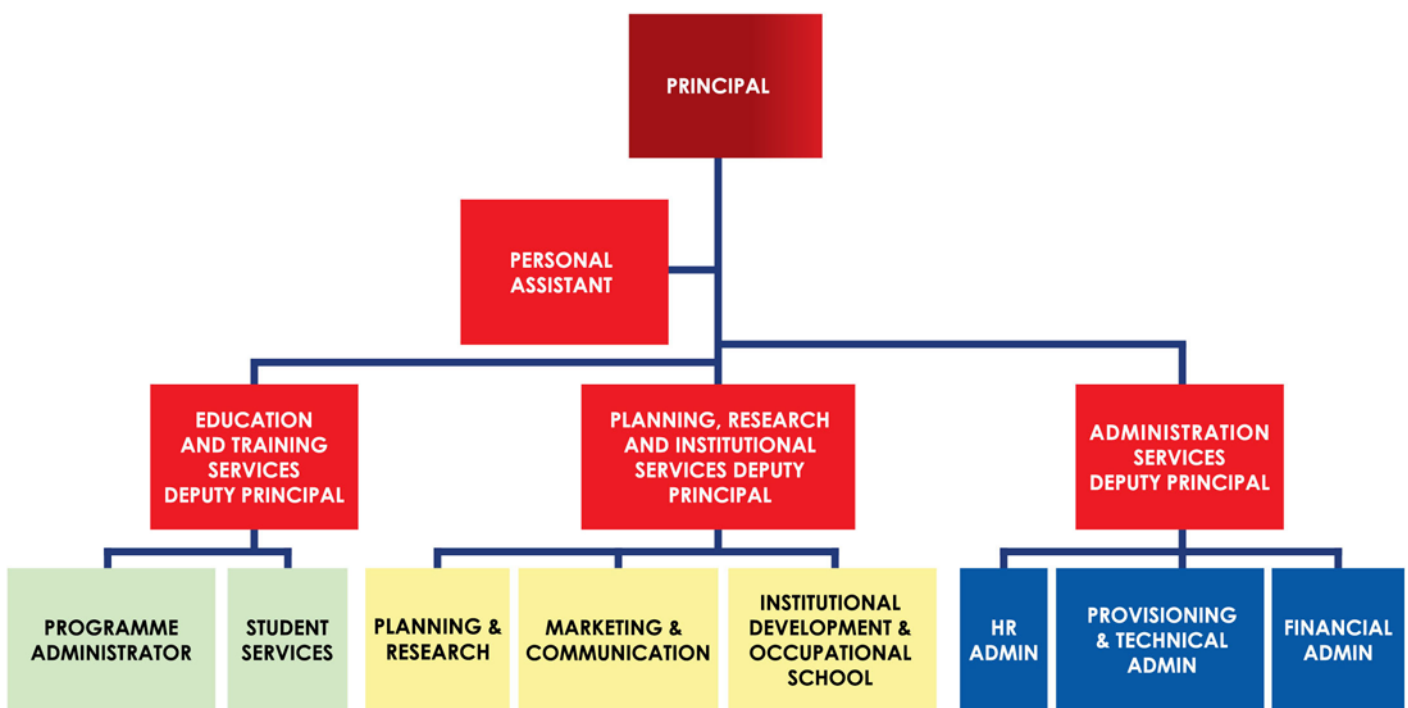 PRINCIPAL
PERSONAL
ASSISTANT
EDUCATION
AND TRAINING
SERVICES
DEPUTY PRINCIPAL
PLANNING, RESEARCH
AND INSTITUTIONAL
SERVICES DEPUTY
PRINCIPAL
ADMINISTRATION
SERVICES
DEPUTY PRINCIPAL
PROGRAMME
ADMINISTRATOR
STUDENT
SERVICES
PLANNING &
RESEARCH
MARKETING &
COMMUNICATION
INSTITUTIONAL
DEVELOPMENT &
OCCUPATIONAL
SCHOOL
HR
ADMIN
PROVISIONING
& TECHNICAL
ADMIN
FINANCIAL
ADMIN